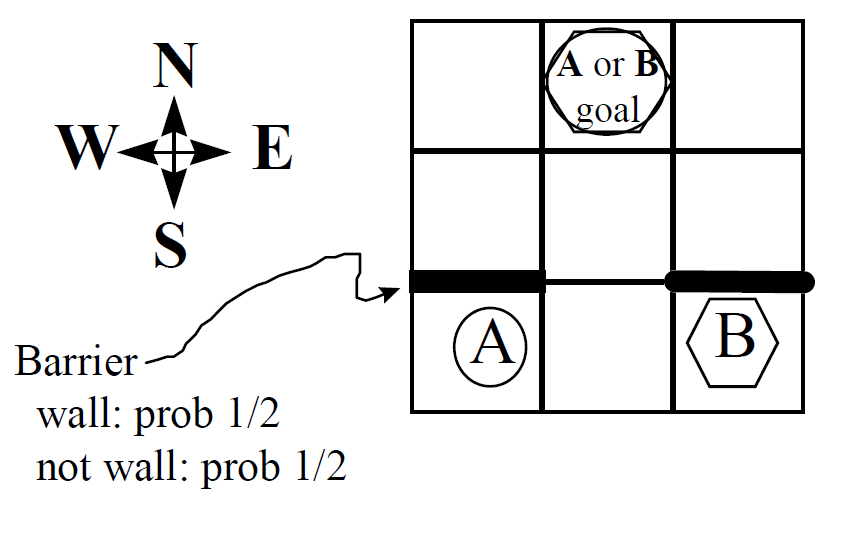 N
W E
S
A or B
goal
A
B
Barrier
wall: prob 1/2
not wall: prob 1/2